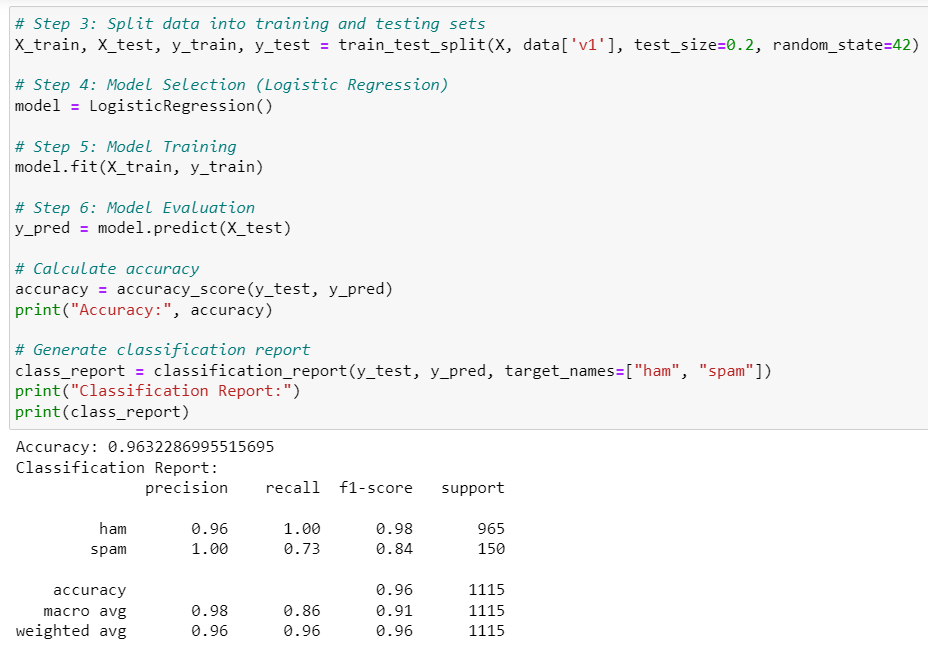 # Step 3: Split data into training and testing sets
X_train, X_test, y_train, y_test = train_test_split(X, data['v1'], test_size=0.2, random_state=42)
# Step 4: Model Selection (Logistic Regression)
model = LogisticRegression()
# Step 5: Model Training
model.fit(X_train, y_train)
# Step 6: Model Evaluation
y_pred = model.predict(X_test)
# Calculate accuracy
accuracy = accuracy_score(y_test, y_pred)
print("Accuracy:", accuracy)
# Generate classification report
class_report = classification_report(y_test, y_pred, target_names=["ham", "spam"])
print("Classification Report:")
print(class_report)
Accuracy: 0.9632286995515695
Classification Report:
precision recall f1-score support
ham 0.96 1.00 0.98 965
spam 1.00 0.73 0.84 150
accuracy 0.96 1115
macro avg 0.98 0.86 0.91 1115
weighted avg 0.96 0.96 0.96 1115